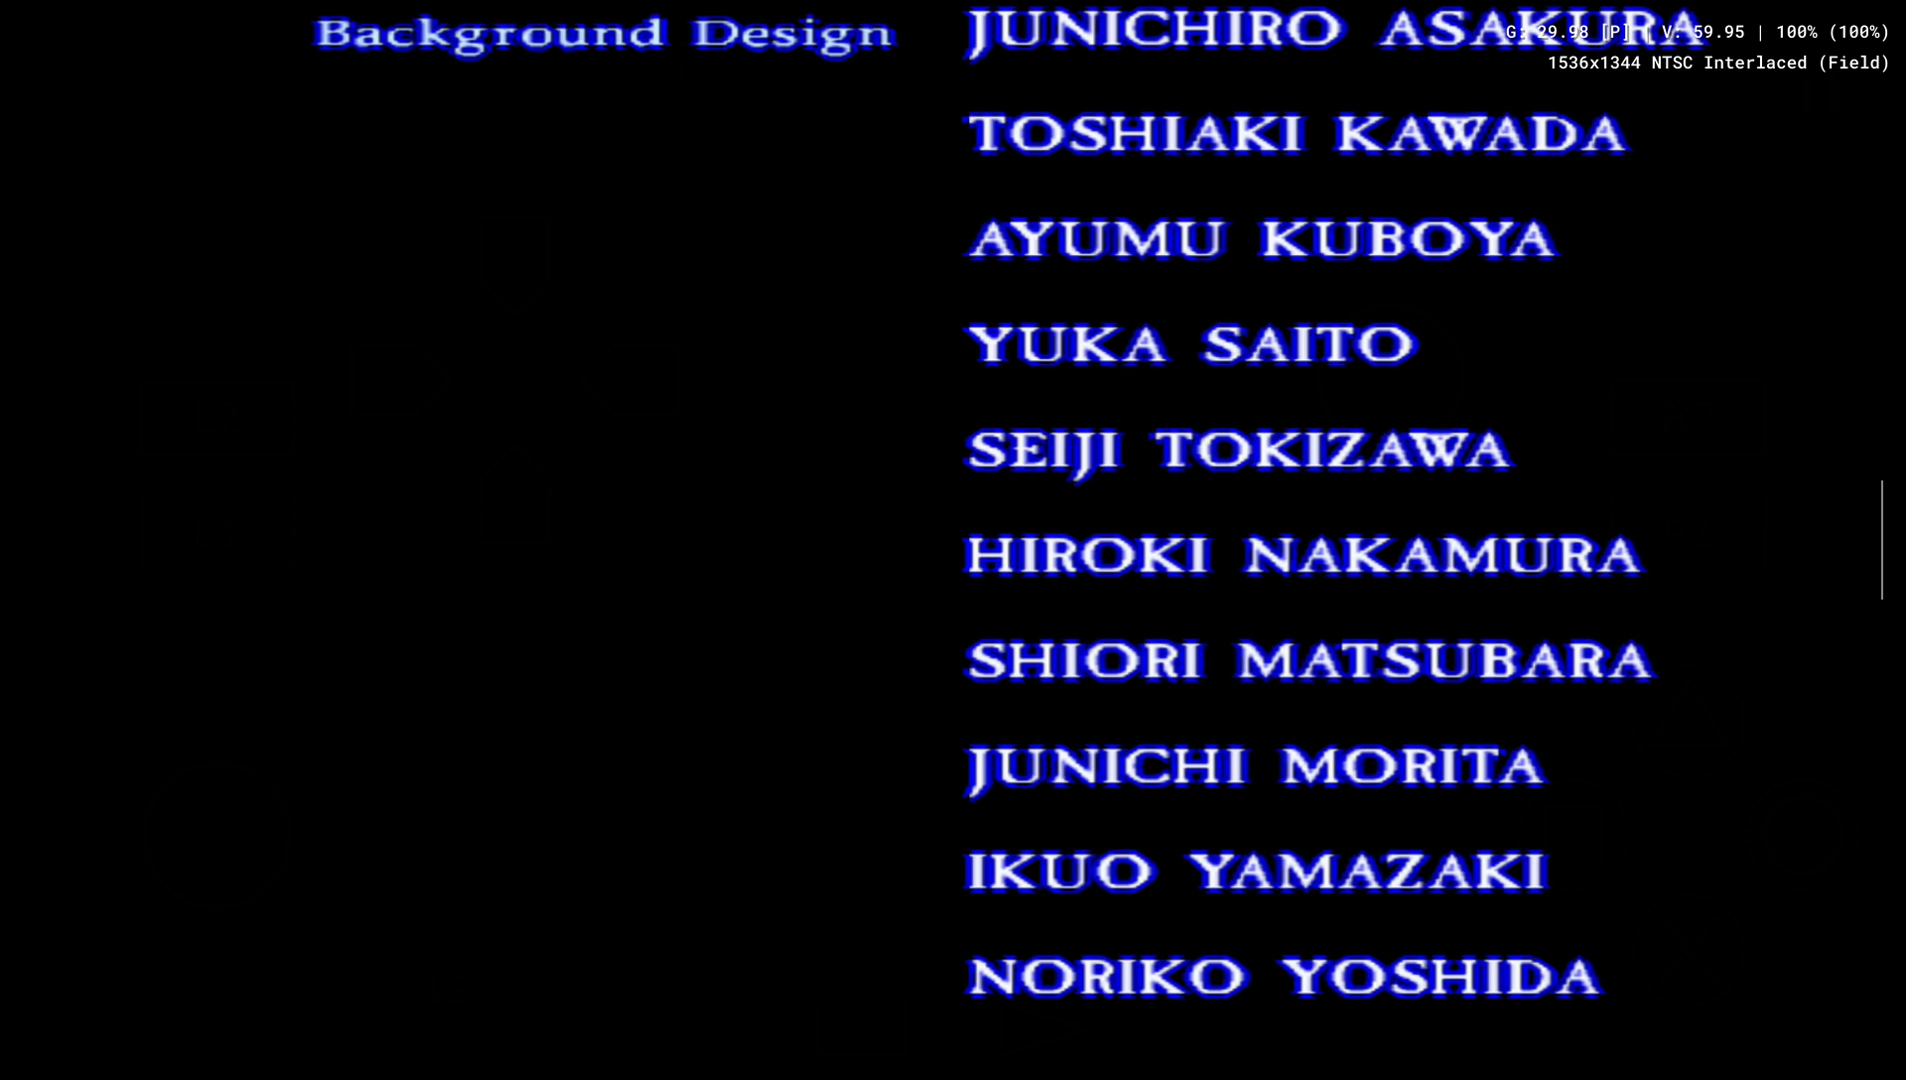 Background Design JUNICHIRO ASAKURA
G: 29.98 [P] | V: 59.95 | 100% (100%)
1536x1344 NTSC Interlaced (Field)
TOSHIAKI KAWADA
AYUMU KUBOYA
YUKA SAITO
SEIJI TOKIZAWA
HIROKI NAKAMURA
SHIORI MATSUBARA
JUNICHI MORITA
IKUO YAMAZAKI
NORIKO YOSHIDA